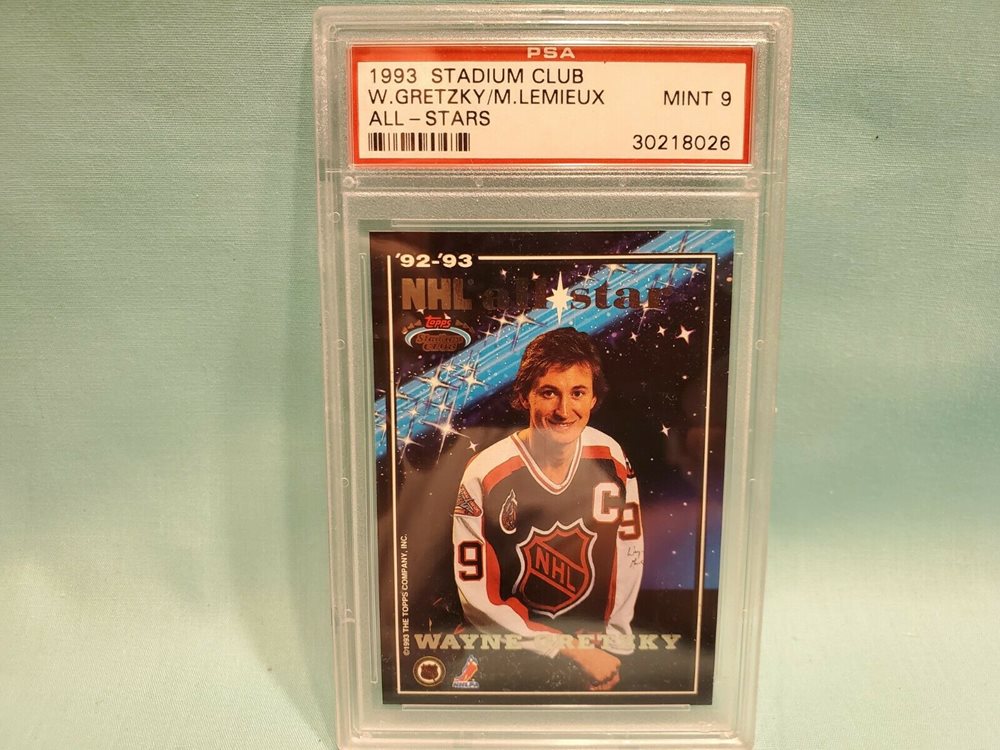 PSA
1993 STADIUM CLUB
W.GRETZKY/M.LEMIEUX MINT 9
ALL-STARS
30218026
'92-'93
NHL all star
Topps
Stadium
CLUB
C
9
9
NHL
©1993 THE TOPPS COMPANY, INC.
WAYNE GRETZKY
NHLPA